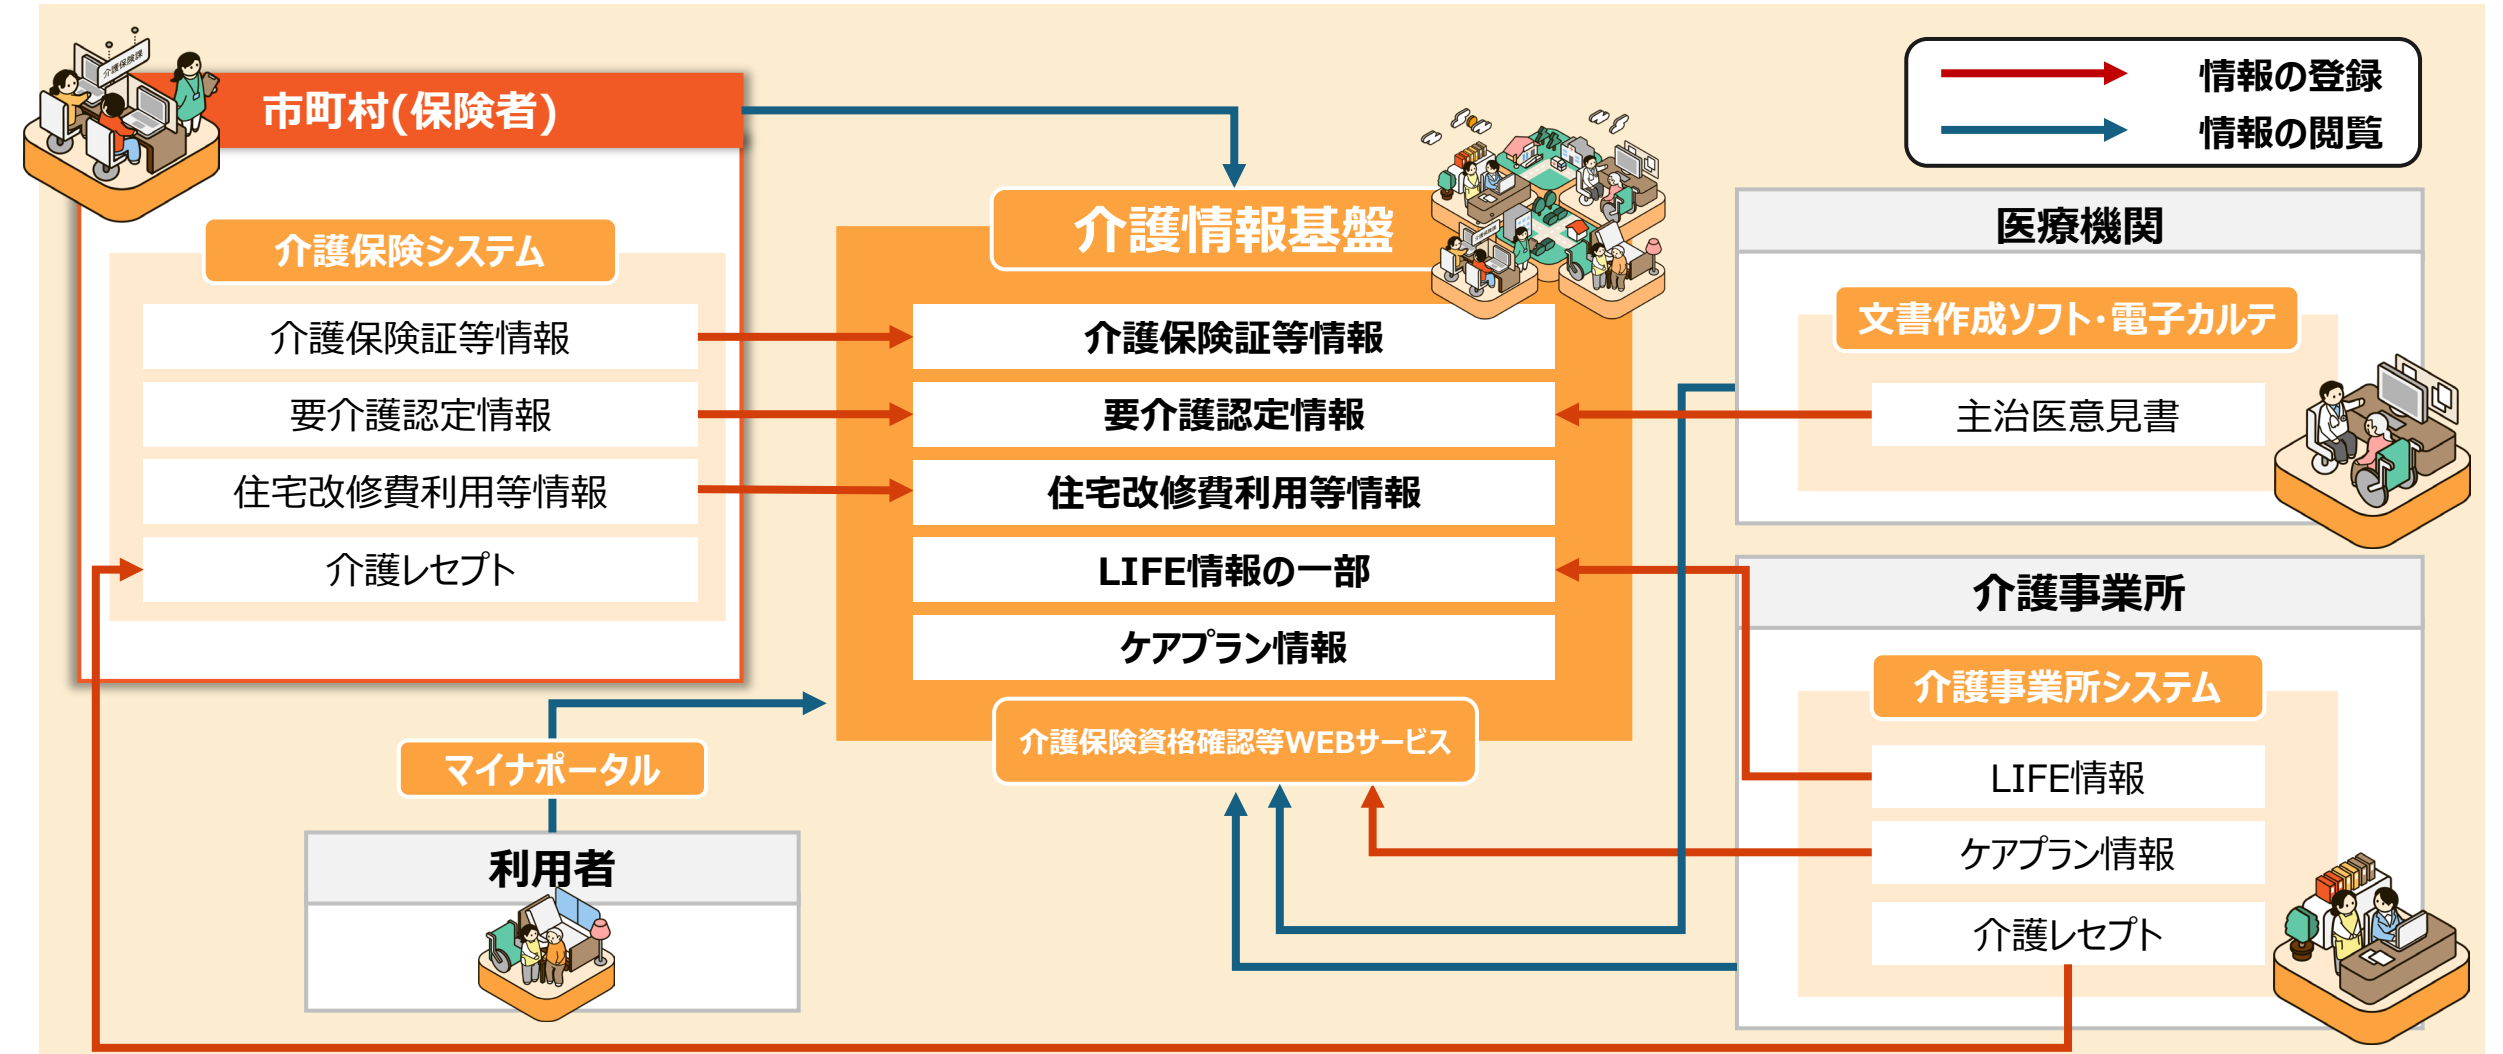 介護保険課
市町村(保険者)
介護保険システム
介護保険証等情報
要介護認定情報
住宅改修費利用等情報
介護レセプト
マイナポータル
利用者
介護情報基盤
介護保険証等情報
要介護認定情報
住宅改修費利用等情報
LIFE情報の一部
ケアプラン情報
介護保険資格確認等WEBサービス
情報の登録
情報の閲覧
医療機関
文書作成ソフト・電子カルテ
主治医意見書
介護事業所
介護事業所システム
LIFE情報
ケアプラン情報
介護レセプト